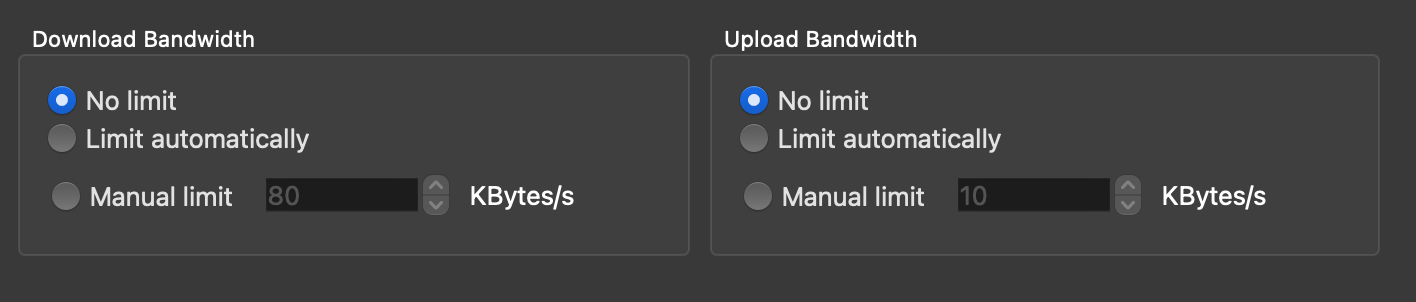 Download Bandwidth
No limit
Limit automatically
Manual limit 80 KBytes/s
Upload Bandwidth
No limit
Limit automatically
Manual limit 10 KBytes/s